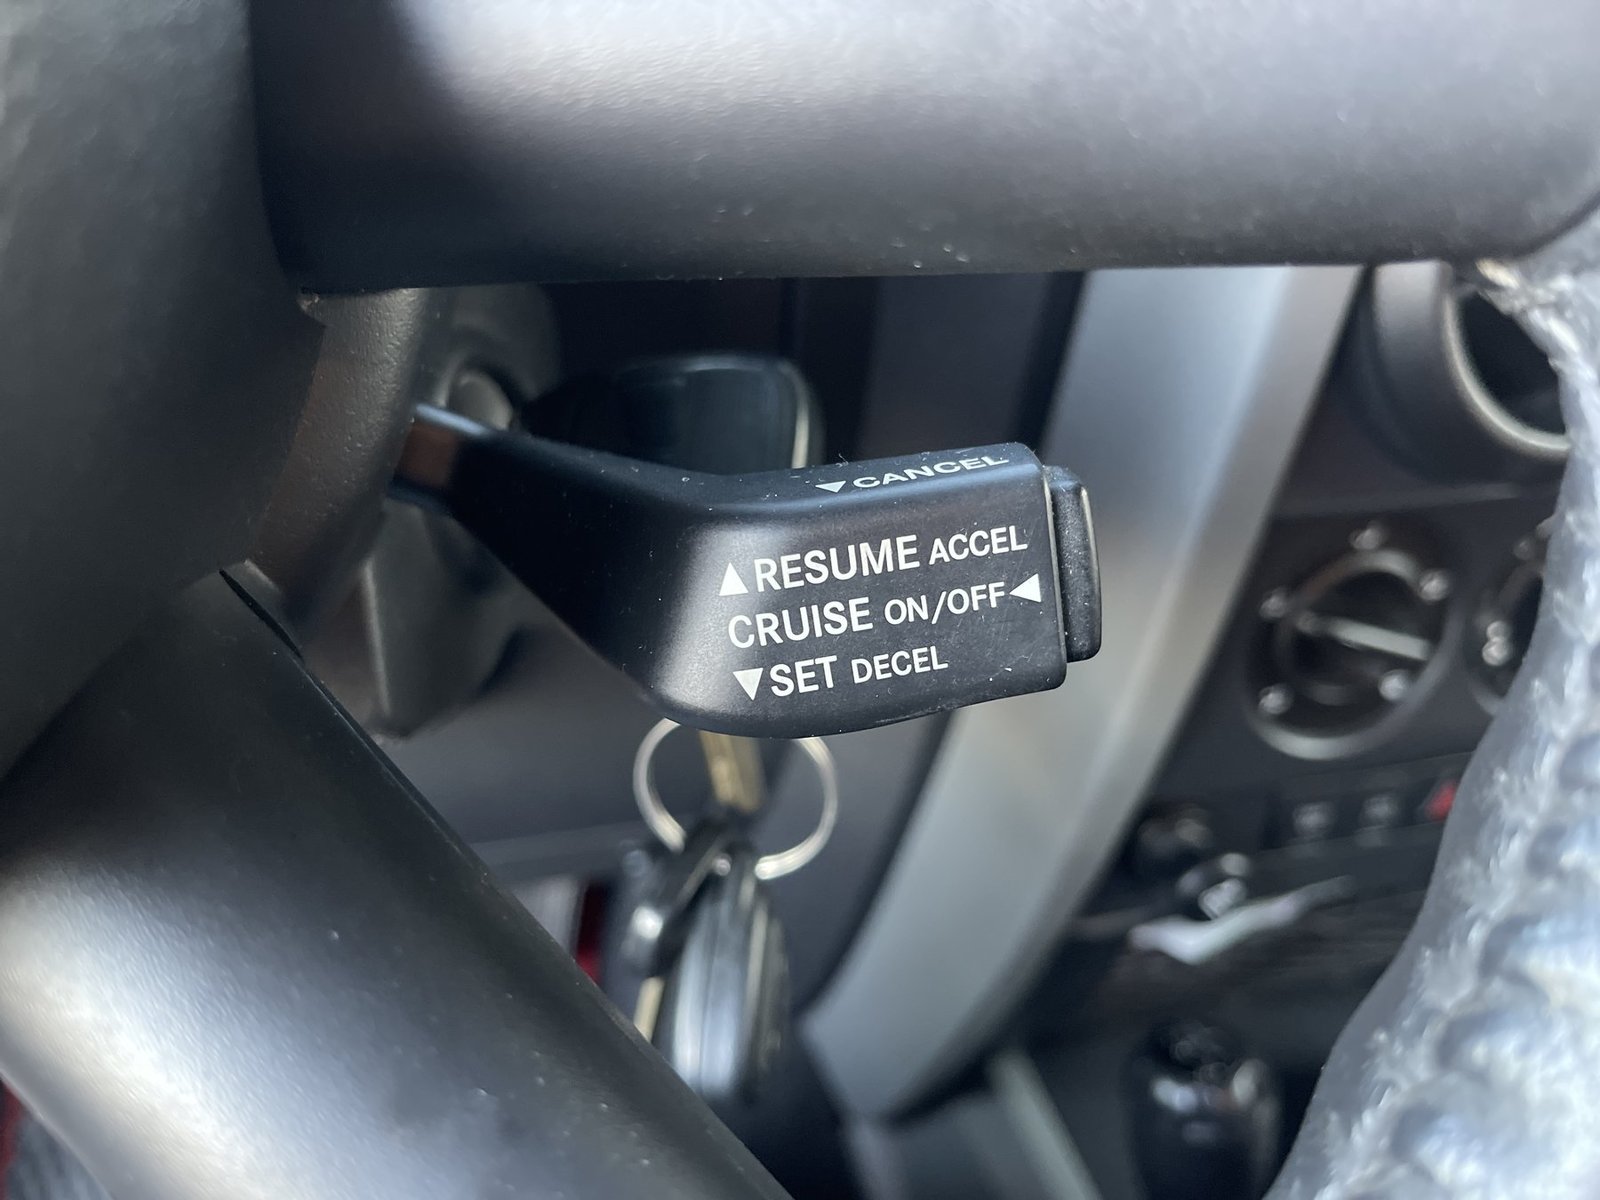 ▼CANCEL
▲RESUME ACCEL
CRUISE ON/OFF◀
▼SET DECEL